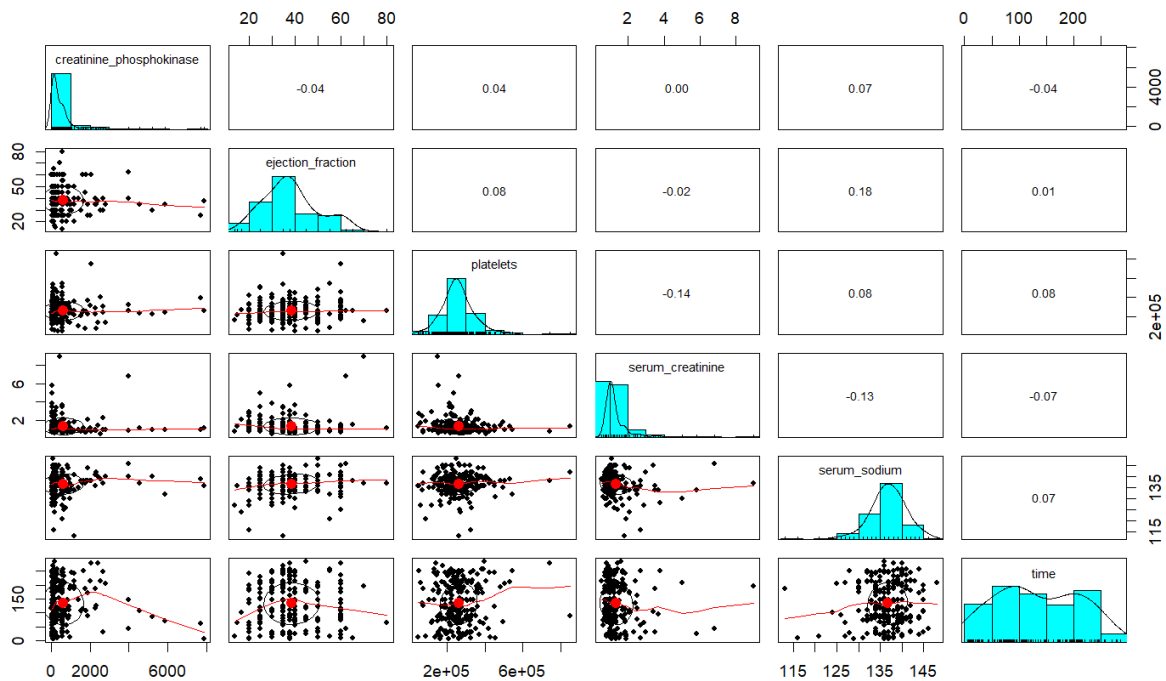 20 40 60 80
2 4 6 8
0 100 200
creatinine_phosphokinase
-0.04
0.04
0.00
0.07
-0.04
0 4000
20 50 80
ejection_fraction
0.08
-0.02
0.18
0.01
platelets
-0.14
0.08
0.08
2e+05
2 6
serum_creatinine
-0.13
-0.07
serum_sodium
0.07
115 135
0 150
time
0 2000 6000
2e+05 6e+05
115 125 135 145